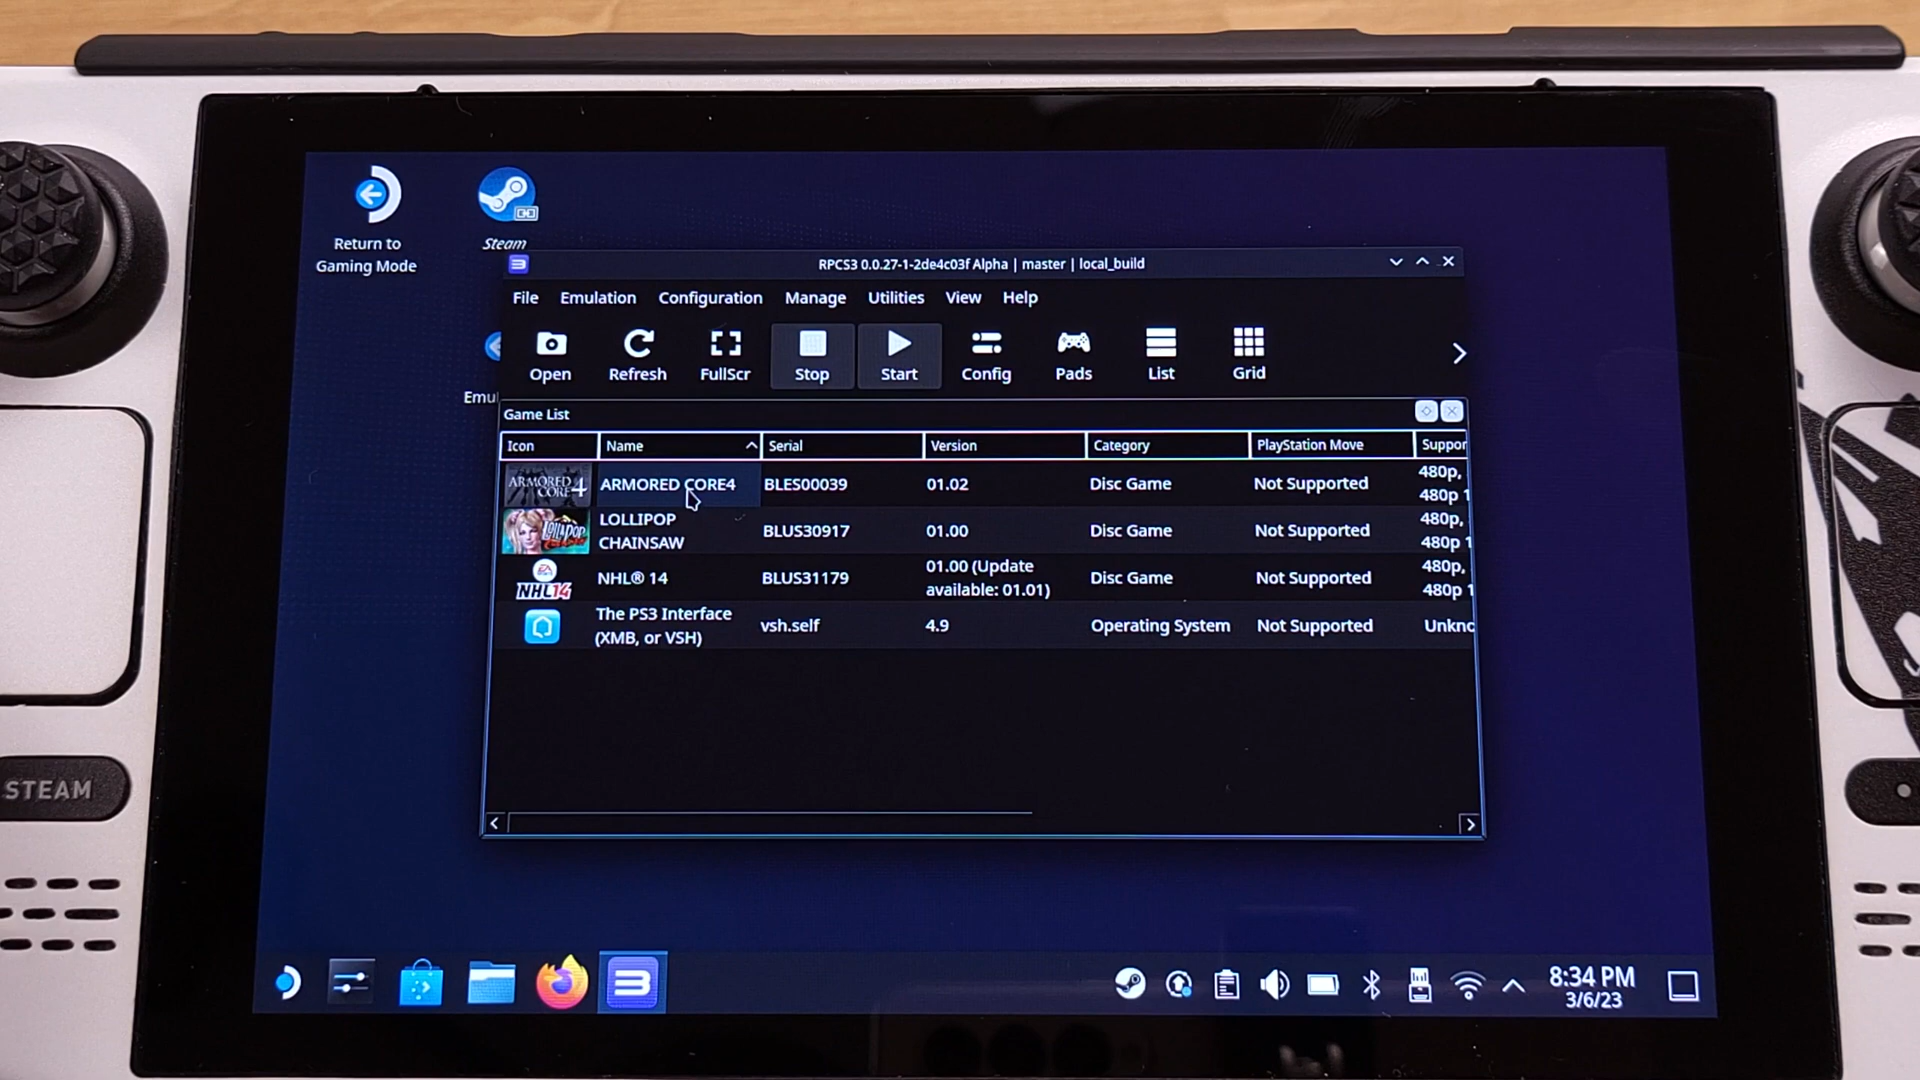 Return to
Gaming Mode
Steam
Emul
RPCS3 0.0.27-1-2de4c03f Alpha | master | local_build
File Emulation Configuration Manage Utilities View Help
Open Refresh FullScr Stop Start Config Pads List Grid
Game List
Icon Name Serial Version Category PlayStation Move Suppor
ARMORED CORE 4 ARMORED CORE4 BLES00039 01.02 Disc Game Not Supported 480p,
480p 1
LOLLIPOP
CHAINSAW BLUS30917 01.00 Disc Game Not Supported 480p,
480p 1
EA NHL14 NHL® 14 BLUS31179 01.00 (Update
available: 01.01) Disc Game Not Supported 480p,
480p 1
The PS3 Interface
(XMB, or VSH) vsh.self 4.9 Operating System Not Supported Unkno
STEAM
8:34 PM
3/6/23